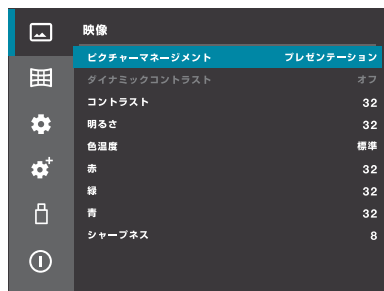 映像
ピクチャーマネージメント プレゼンテーション
ダイナミックコントラスト オフ
コントラスト 32
明るさ 32
色温度 標準
赤 32
緑 32
青 32
シャープネス 8